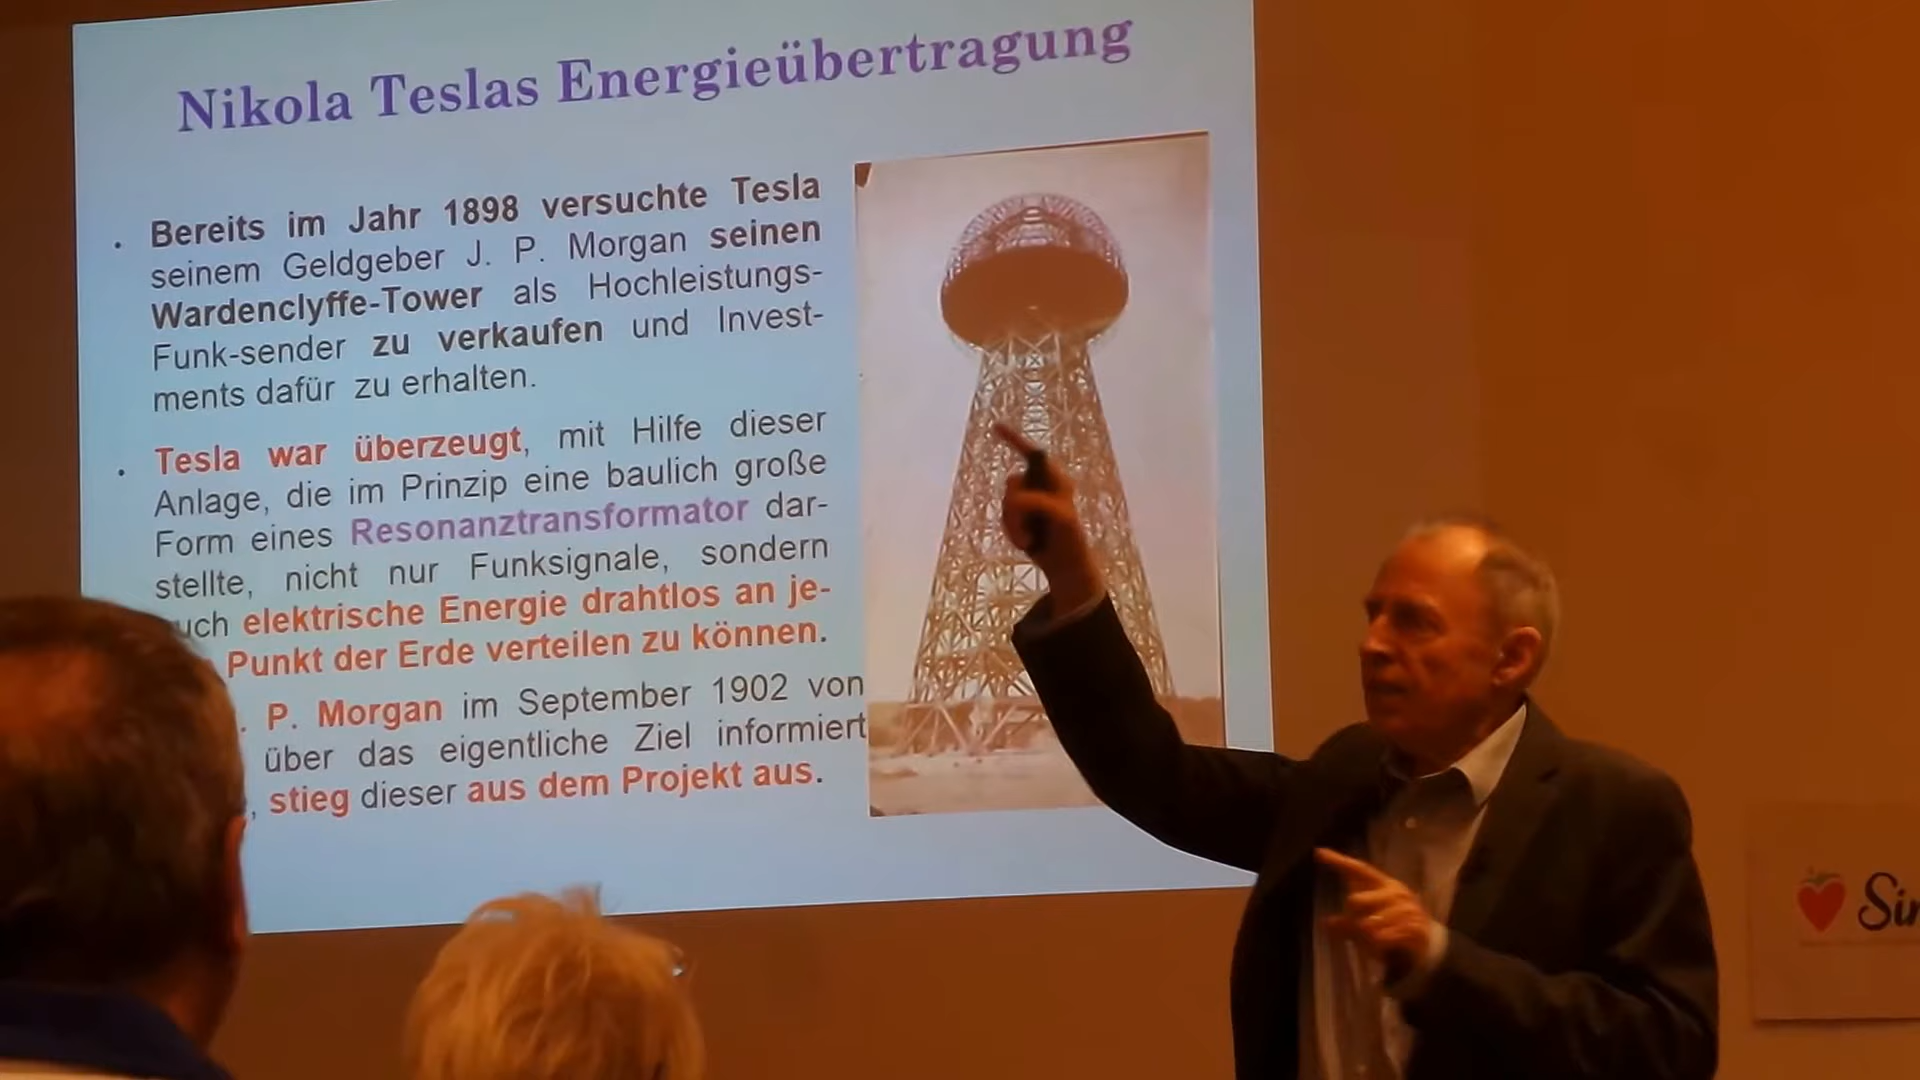 Nikola Teslas Energieübertragung
. Bereits im Jahr 1898 versuchte Tesla
seinem Geldgeber J. P. Morgan seinen
Wardenclyffe-Tower als Hochleistungs-
Funk-sender zu verkaufen und Invest-
ments dafür zu erhalten.
. Tesla war überzeugt, mit Hilfe dieser
Anlage, die im Prinzip eine baulich große
Form eines Resonanztransformator dar-
stellte, nicht nur Funksignale, sondern
elektrische Energie drahtlos an je-
Punkt der Erde verteilen zu können.
P. Morgan im September 1902 von
über das eigentliche Ziel informiert
, stieg dieser aus dem Projekt aus.